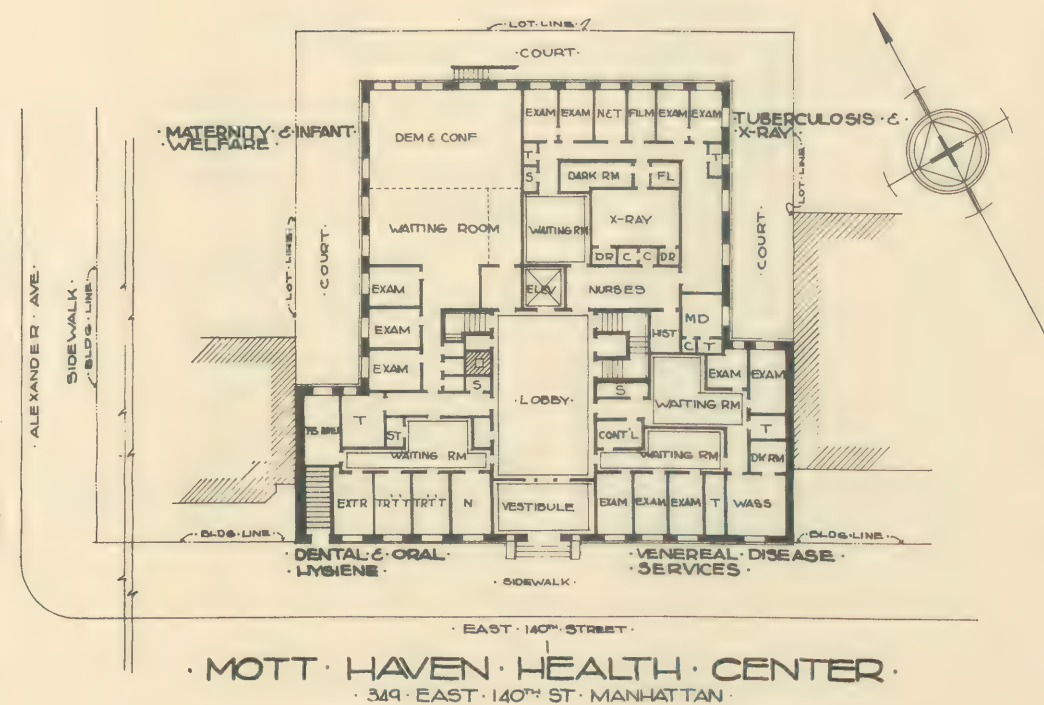 LOT · LINE
· COURT ·
· MATERNITY · & · INFANT ·
WELFARE ·
DEM & CONF
EXAM
EXAM
N&T
FILM
EXAM
EXAM
TUBERCULOSIS · & ·
X-RAY ·
LOT · LINE
T
S
DARK RM
FL
T
WAITING ROOM
WAITING RM
X-RAY
DR
C
C
DR
LOT · LINE
· COURT ·
· COURT ·
EXAM
ELEV
NURSES
EXAM
HIST
MD
C
T
EXAM
S
S
EXAM
EXAM
WAITING RM
· LOBBY ·
T
ST
WAITING RM
CONT'L
WAITING RM
T
DK RM
EXTR
TR'T'T
TR'T'T
N
VESTIBULE
EXAM
EXAM
EXAM
T
WASS
· ALEXANDER · AVE ·
SIDEWALK ·
BLDG · LINE
· BLDG · LINE
· BLDG · LINE ·
· DENTAL · & · ORAL ·
· HYGIENE ·
· VENEREAL · DISEASE ·
· SERVICES ·
· SIDEWALK ·
· EAST · 140TH · STREET ·
· MOTT · HAVEN · HEALTH · CENTER ·
· 349 · EAST · 140TH · ST · MANHATTAN ·